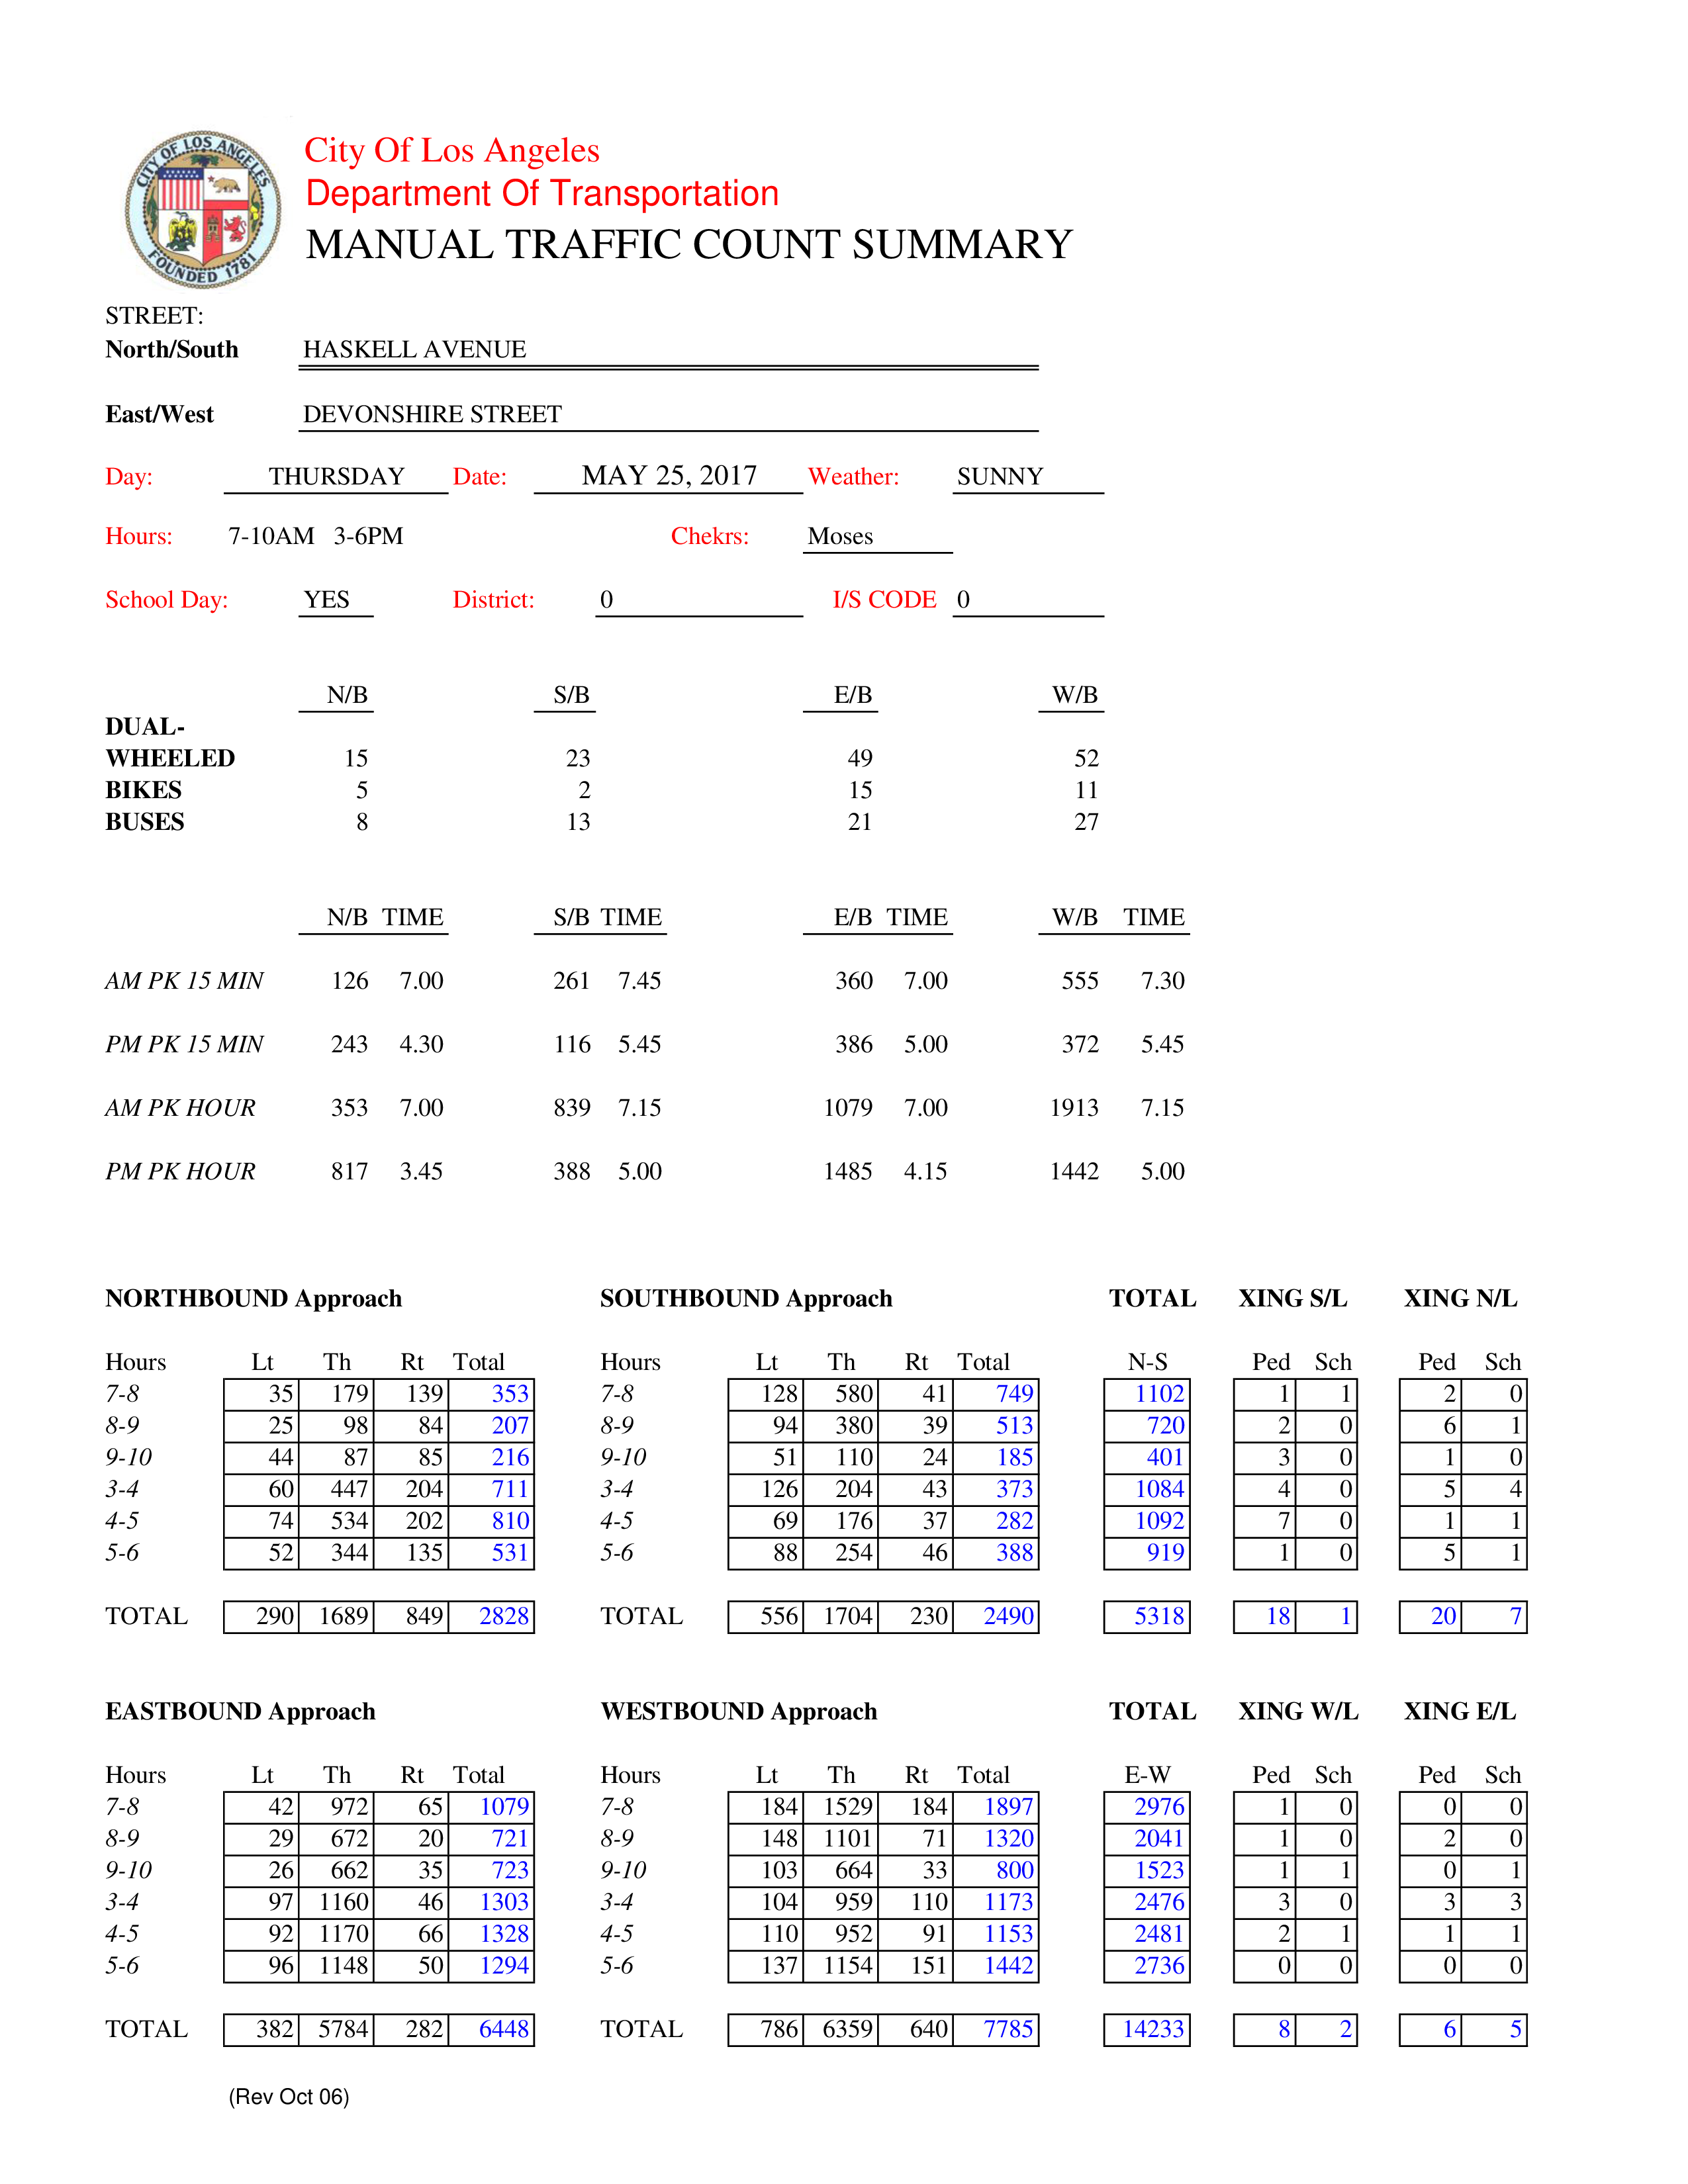 CITY OF LOS ANGELES
FOUNDED 1781
City Of Los Angeles
Department Of Transportation
MANUAL TRAFFIC COUNT SUMMARY
STREET:
North/South HASKELL AVENUE
East/West DEVONSHIRE STREET
Day: THURSDAY Date: MAY 25, 2017 Weather: SUNNY
Hours: 7-10AM 3-6PM Chekrs: Moses
School Day: YES District: 0 I/S CODE 0
N/B S/B E/B W/B
DUAL-
WHEELED 15 23 49 52
BIKES 5 2 15 11
BUSES 8 13 21 27
N/B TIME S/B TIME E/B TIME W/B TIME
AM PK 15 MIN 126 7.00 261 7.45 360 7.00 555 7.30
PM PK 15 MIN 243 4.30 116 5.45 386 5.00 372 5.45
AM PK HOUR 353 7.00 839 7.15 1079 7.00 1913 7.15
PM PK HOUR 817 3.45 388 5.00 1485 4.15 1442 5.00
NORTHBOUND Approach SOUTHBOUND Approach TOTAL XING S/L XING N/L
Hours Lt Th Rt Total Hours Lt Th Rt Total N-S Ped Sch Ped Sch
7-8 35 179 139 353 7-8 128 580 41 749 1102 1 1 2 0
8-9 25 98 84 207 8-9 94 380 39 513 720 2 0 6 1
9-10 44 87 85 216 9-10 51 110 24 185 401 3 0 1 0
3-4 60 447 204 711 3-4 126 204 43 373 1084 4 0 5 4
4-5 74 534 202 810 4-5 69 176 37 282 1092 7 0 1 1
5-6 52 344 135 531 5-6 88 254 46 388 919 1 0 5 1
TOTAL 290 1689 849 2828 TOTAL 556 1704 230 2490 5318 18 1 20 7
EASTBOUND Approach WESTBOUND Approach TOTAL XING W/L XING E/L
Hours Lt Th Rt Total Hours Lt Th Rt Total E-W Ped Sch Ped Sch
7-8 42 972 65 1079 7-8 184 1529 184 1897 2976 1 0 0 0
8-9 29 672 20 721 8-9 148 1101 71 1320 2041 1 0 2 0
9-10 26 662 35 723 9-10 103 664 33 800 1523 1 1 0 1
3-4 97 1160 46 1303 3-4 104 959 110 1173 2476 3 0 3 3
4-5 92 1170 66 1328 4-5 110 952 91 1153 2481 2 1 1 1
5-6 96 1148 50 1294 5-6 137 1154 151 1442 2736 0 0 0 0
TOTAL 382 5784 282 6448 TOTAL 786 6359 640 7785 14233 8 2 6 5
(Rev Oct 06)